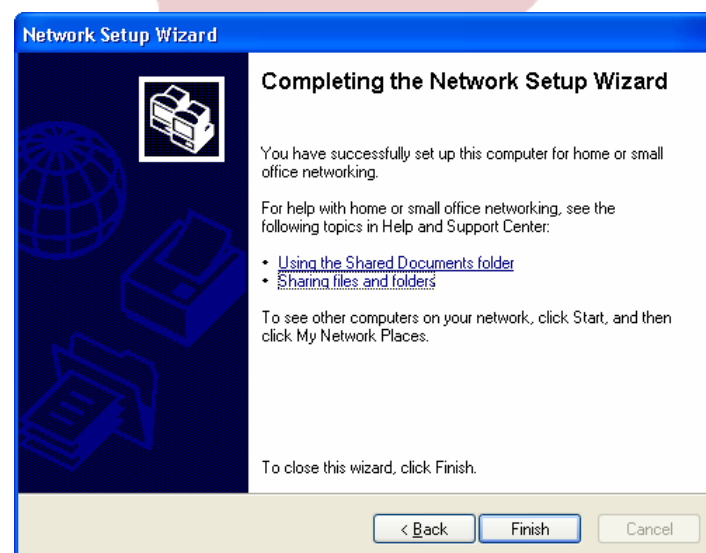 Network Setup Wizard
Completing the Network Setup Wizard
You have successfully set up this computer for home or small
office networking.
For help with home or small office networking, see the
following topics in Help and Support Center:
• Using the Shared Documents folder
• Sharing files and folders
To see other computers on your network, click Start, and then
click My Network Places.
To close this wizard, click Finish.
< Back Finish Cancel